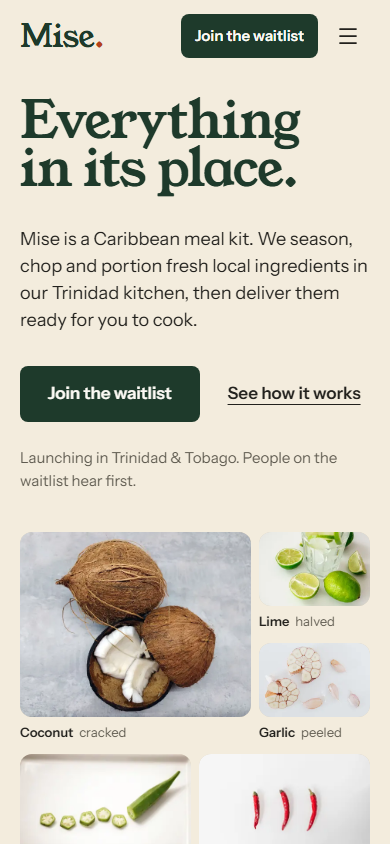 Mise.
Join the waitlist
Everything
in its place.
Mise is a Caribbean meal kit. We season,
chop and portion fresh local ingredients in
our Trinidad kitchen, then deliver them
ready for you to cook.
Join the waitlist
See how it works
Launching in Trinidad & Tobago. People on the
waitlist hear first.
Lime halved
Coconut cracked
Garlic peeled